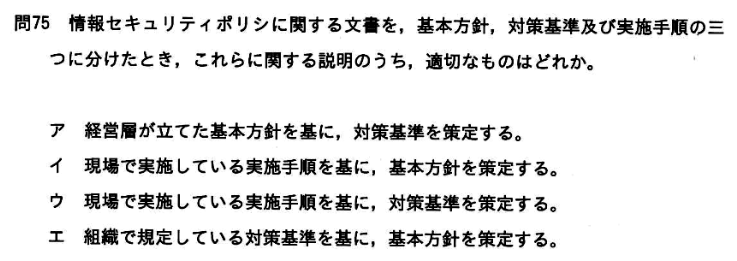 問75 情報セキュリティポリシに関する文書を，基本方針，対策基準及び実施手順の三
つに分けたとき，これらに関する説明のうち，適切なものはどれか。
ア 経営層が立てた基本方針を基に，対策基準を策定する。
イ 現場で実施している実施手順を基に，基本方針を策定する。
ウ 現場で実施している実施手順を基に，対策基準を策定する。
エ 組織で規定している対策基準を基に，基本方針を策定する。